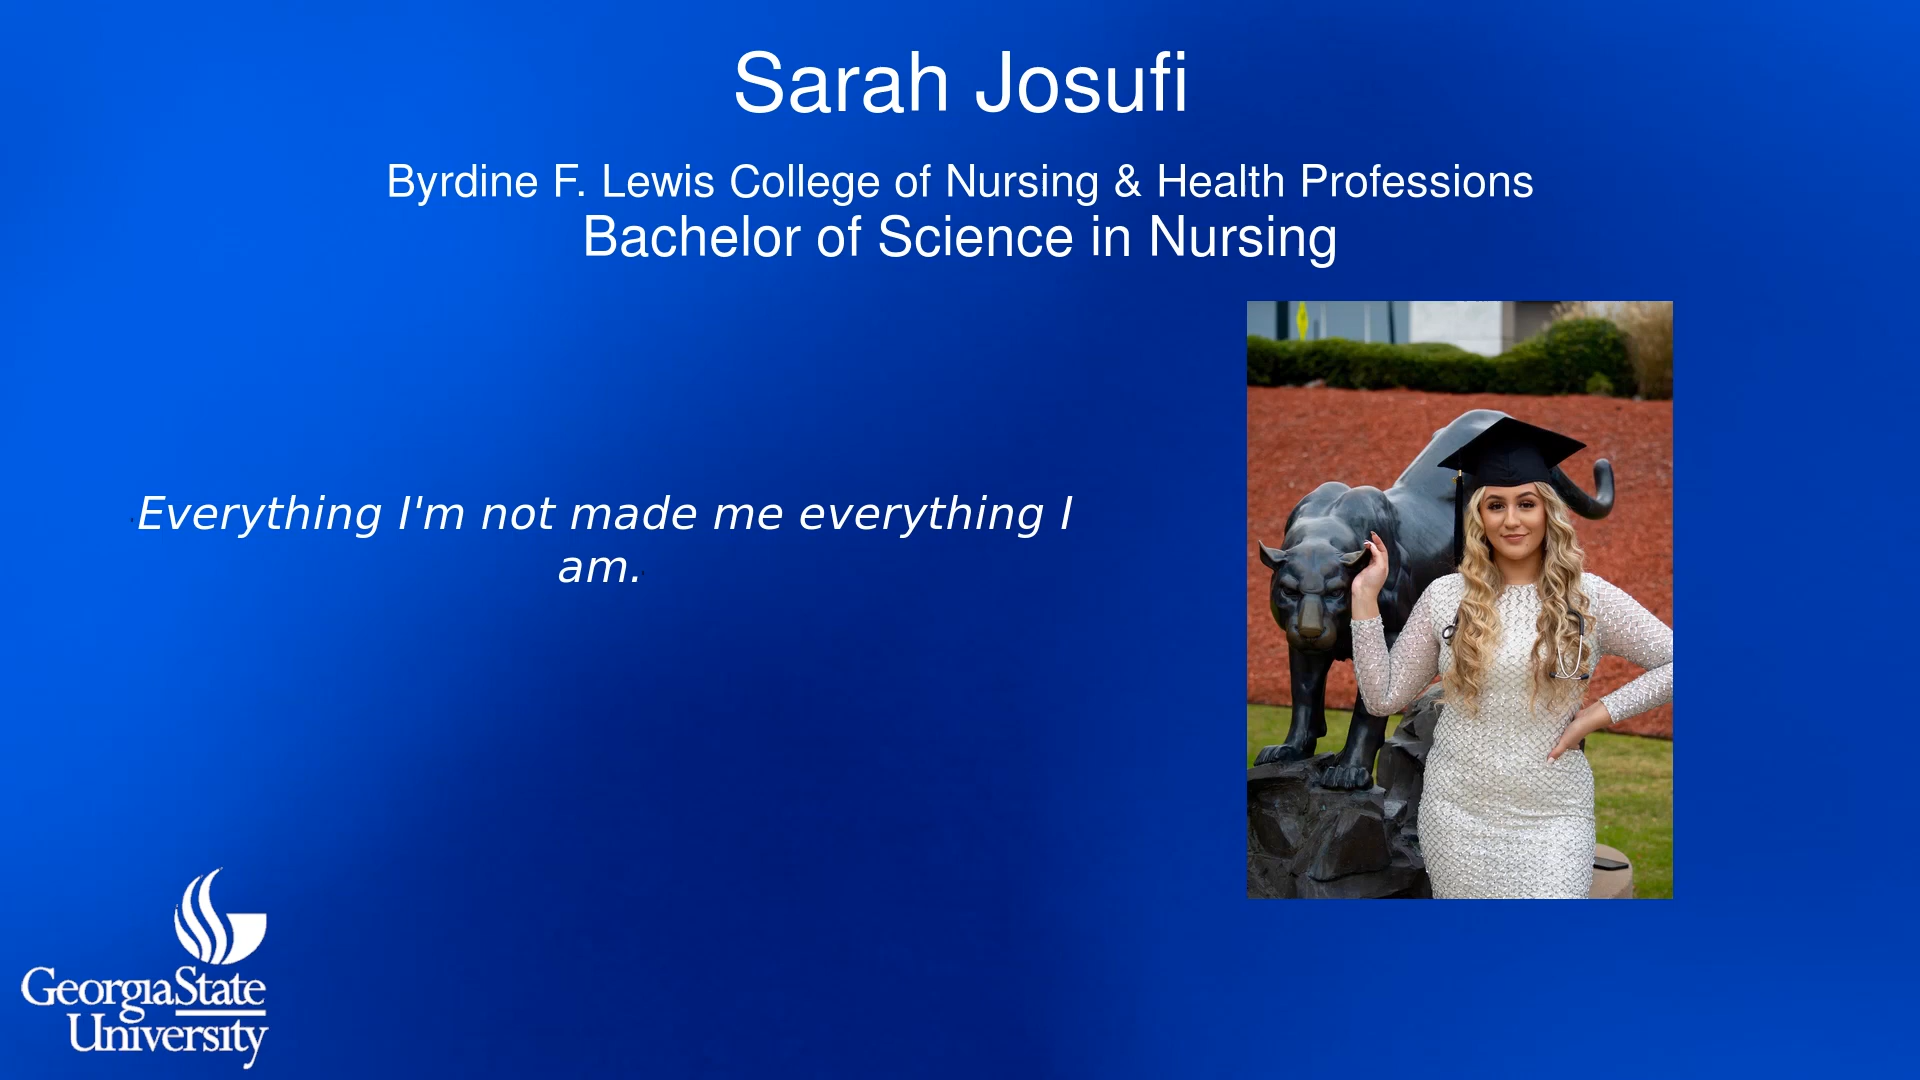 Sarah Josufi
Byrdine F. Lewis College of Nursing & Health Professions
Bachelor of Science in Nursing
Everything I'm not made me everything I
am.
GeorgiaState
University